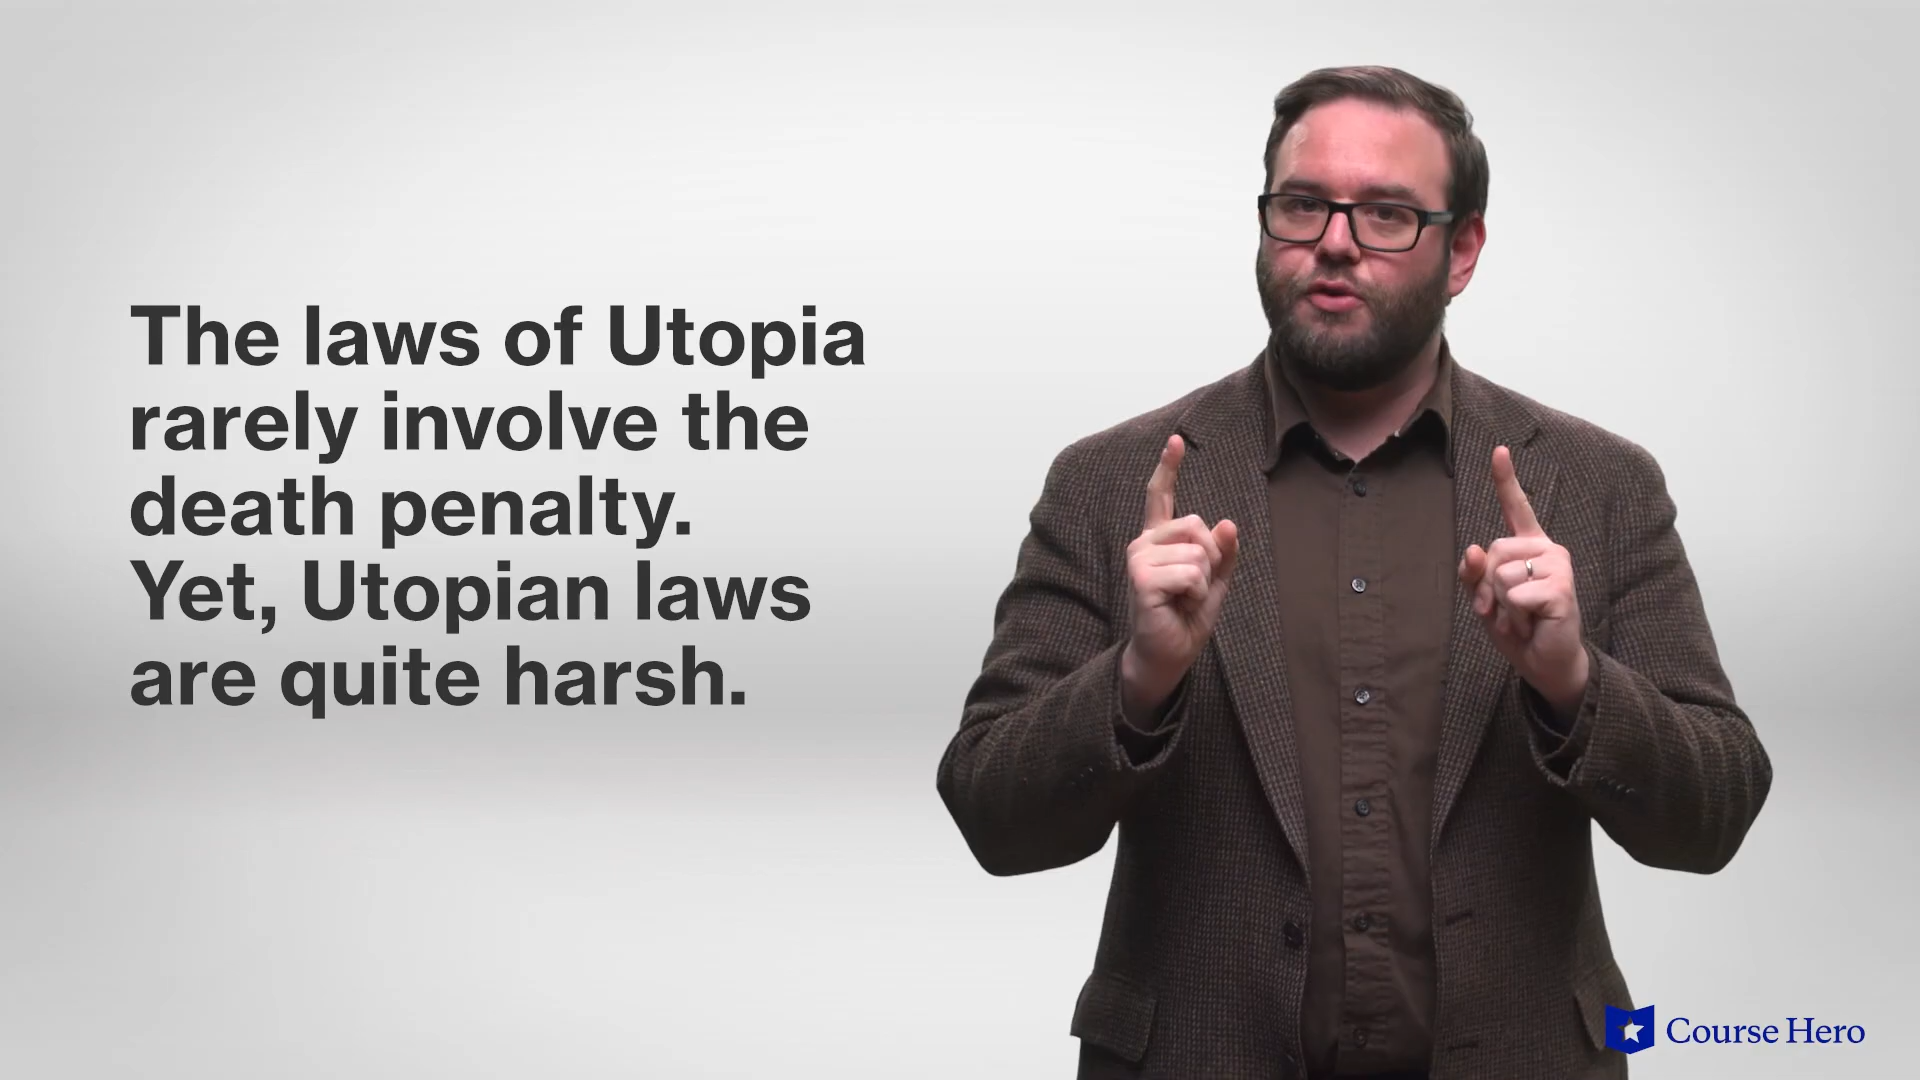 The laws of Utopia
rarely involve the
death penalty.
Yet, Utopian laws
are quite harsh.
Course Hero